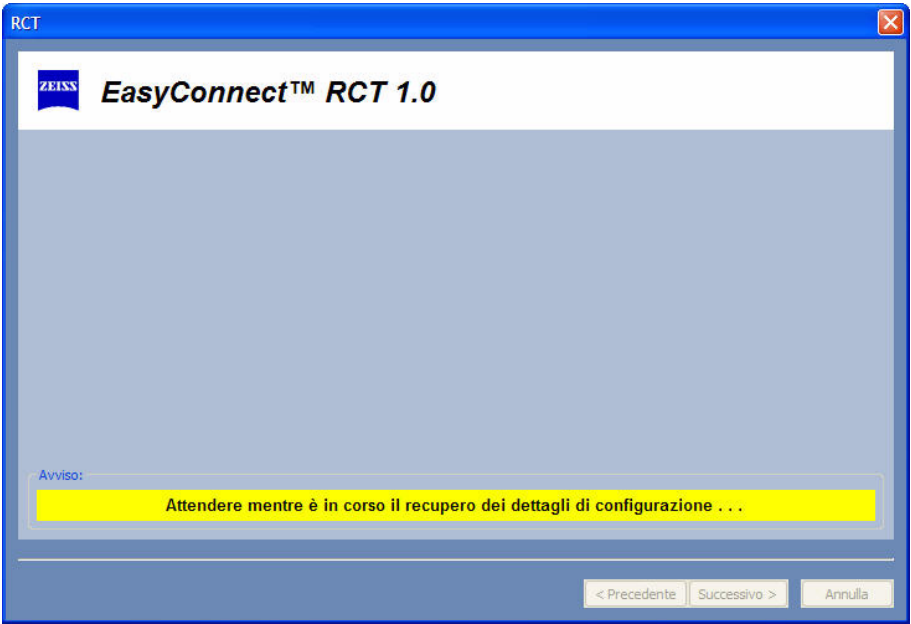 RCT
ZEISS
EasyConnect™ RCT 1.0
Avviso:
Attendere mentre è in corso il recupero dei dettagli di configurazione . . .
< Precedente Successivo > Annulla